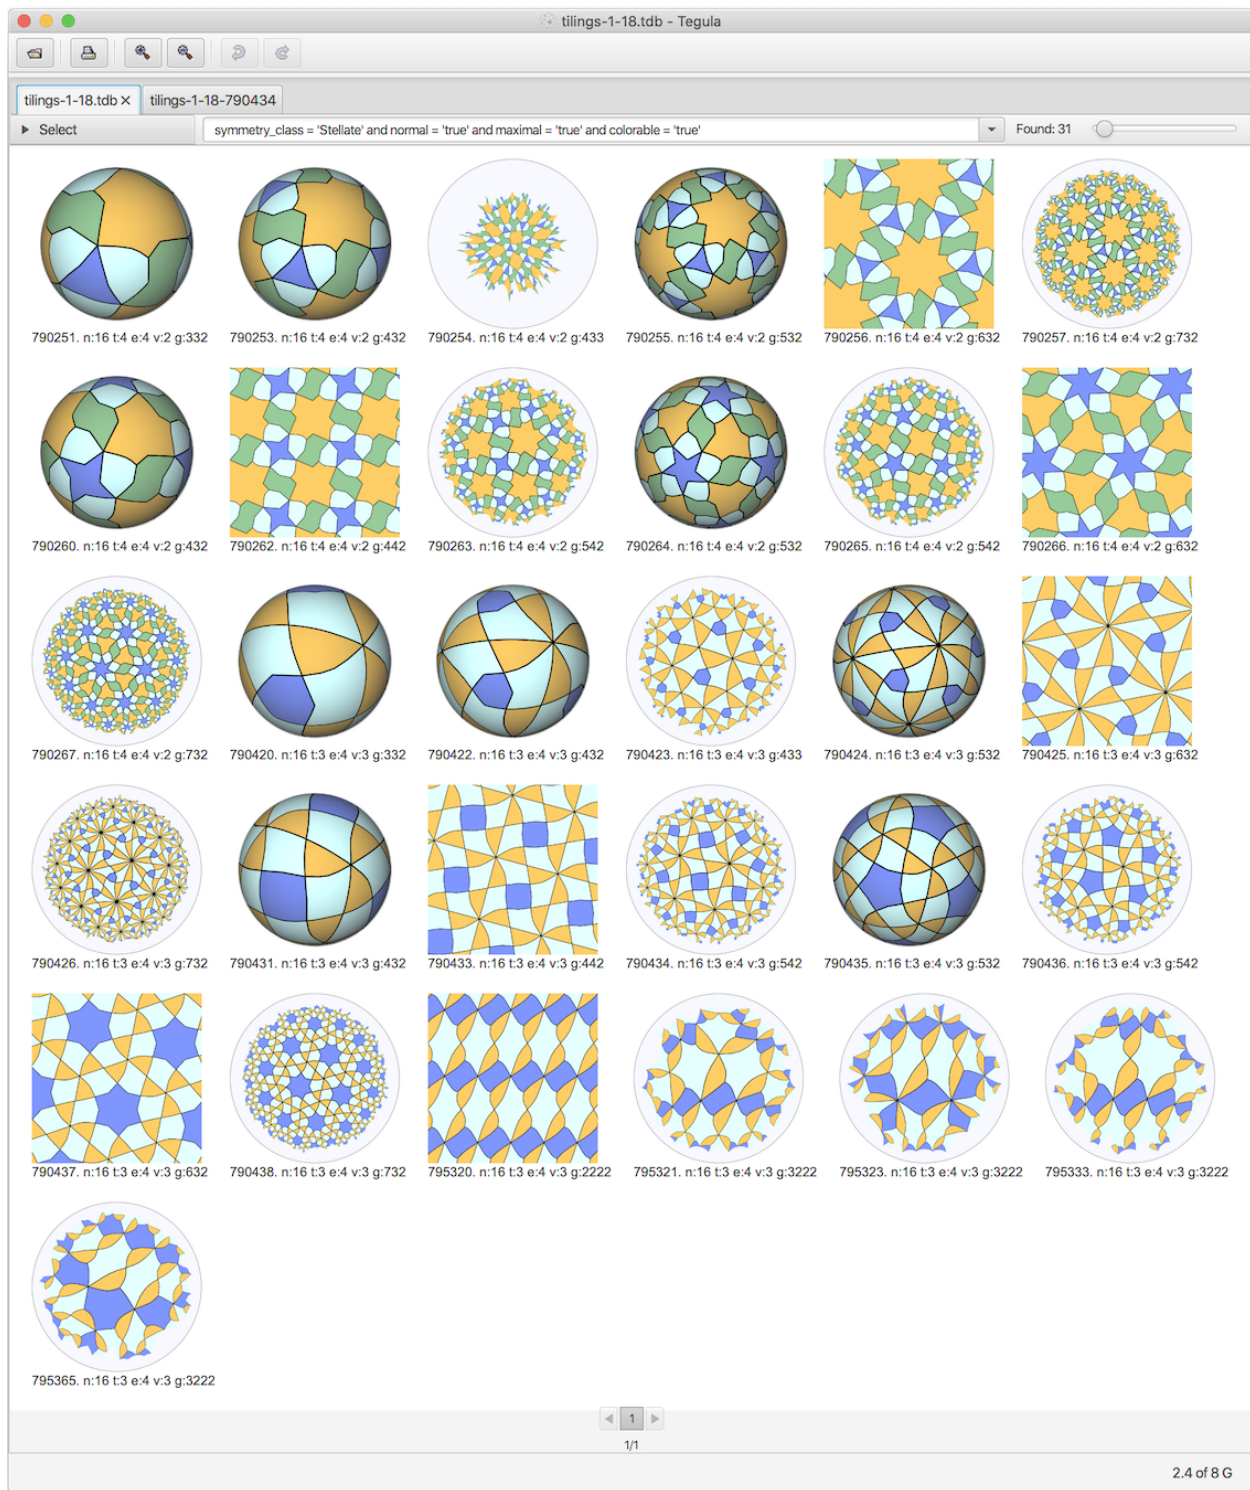 tilings-1-18.tdb - Tegula
tilings-1-18.tdb × tilings-1-18-790434
Select symmetry_class = 'Stellate' and normal = 'true' and maximal = 'true' and colorable = 'true' Found: 31
790251. n:16 t:4 e:4 v:2 g:332 790253. n:16 t:4 e:4 v:2 g:432 790254. n:16 t:4 e:4 v:2 g:433 790255. n:16 t:4 e:4 v:2 g:532 790256. n:16 t:4 e:4 v:2 g:632 790257. n:16 t:4 e:4 v:2 g:732
790260. n:16 t:4 e:4 v:2 g:432 790262. n:16 t:4 e:4 v:2 g:442 790263. n:16 t:4 e:4 v:2 g:542 790264. n:16 t:4 e:4 v:2 g:532 790265. n:16 t:4 e:4 v:2 g:542 790266. n:16 t:4 e:4 v:2 g:632
790267. n:16 t:4 e:4 v:2 g:732 790420. n:16 t:3 e:4 v:3 g:332 790422. n:16 t:3 e:4 v:3 g:432 790423. n:16 t:3 e:4 v:3 g:433 790424. n:16 t:3 e:4 v:3 g:532 790425. n:16 t:3 e:4 v:3 g:632
790426. n:16 t:3 e:4 v:3 g:732 790431. n:16 t:3 e:4 v:3 g:432 790433. n:16 t:3 e:4 v:3 g:442 790434. n:16 t:3 e:4 v:3 g:542 790435. n:16 t:3 e:4 v:3 g:532 790436. n:16 t:3 e:4 v:3 g:542
790437. n:16 t:3 e:4 v:3 g:632 790438. n:16 t:3 e:4 v:3 g:732 795320. n:16 t:3 e:4 v:3 g:2222 795321. n:16 t:3 e:4 v:3 g:3222 795323. n:16 t:3 e:4 v:3 g:3222 795333. n:16 t:3 e:4 v:3 g:3222
795365. n:16 t:3 e:4 v:3 g:3222
1
1/1
2.4 of 8 G